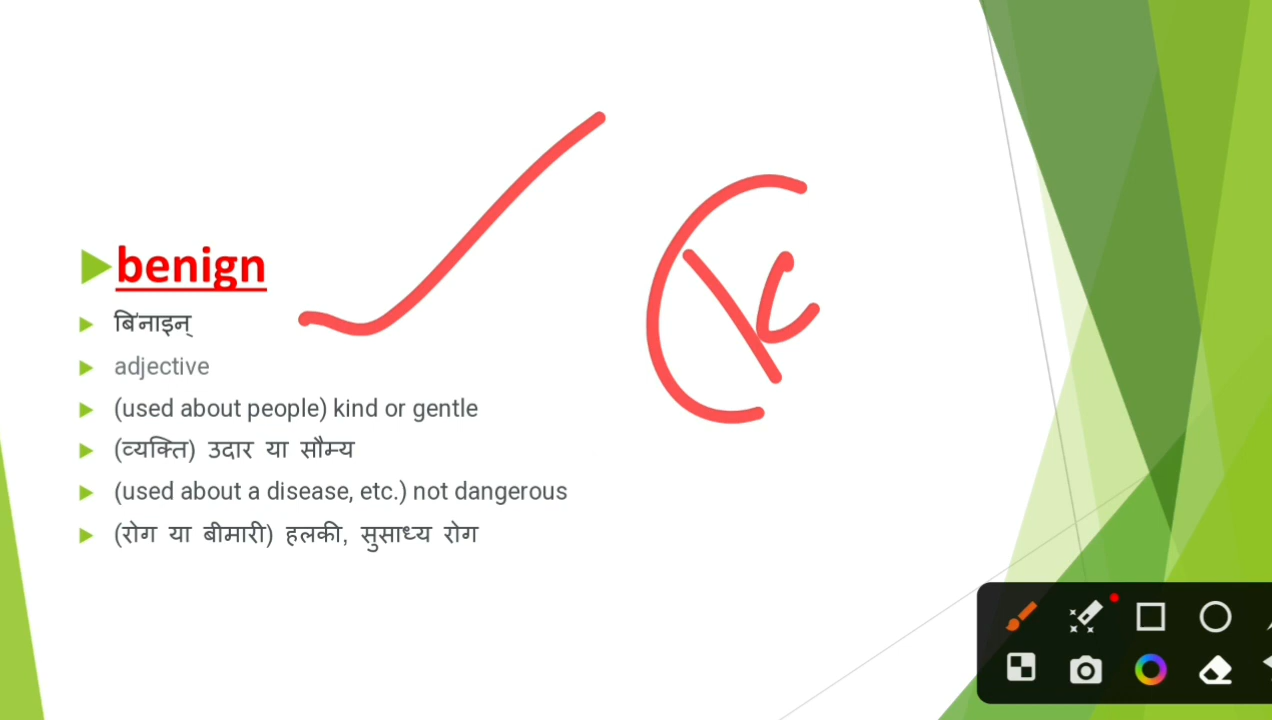 benign
बि'नाइन्
adjective
(used about people) kind or gentle
(व्यक्ति) उदार या सौम्य
(used about a disease, etc.) not dangerous
(रोग या बीमारी) हलकी, सुसाध्य रोग